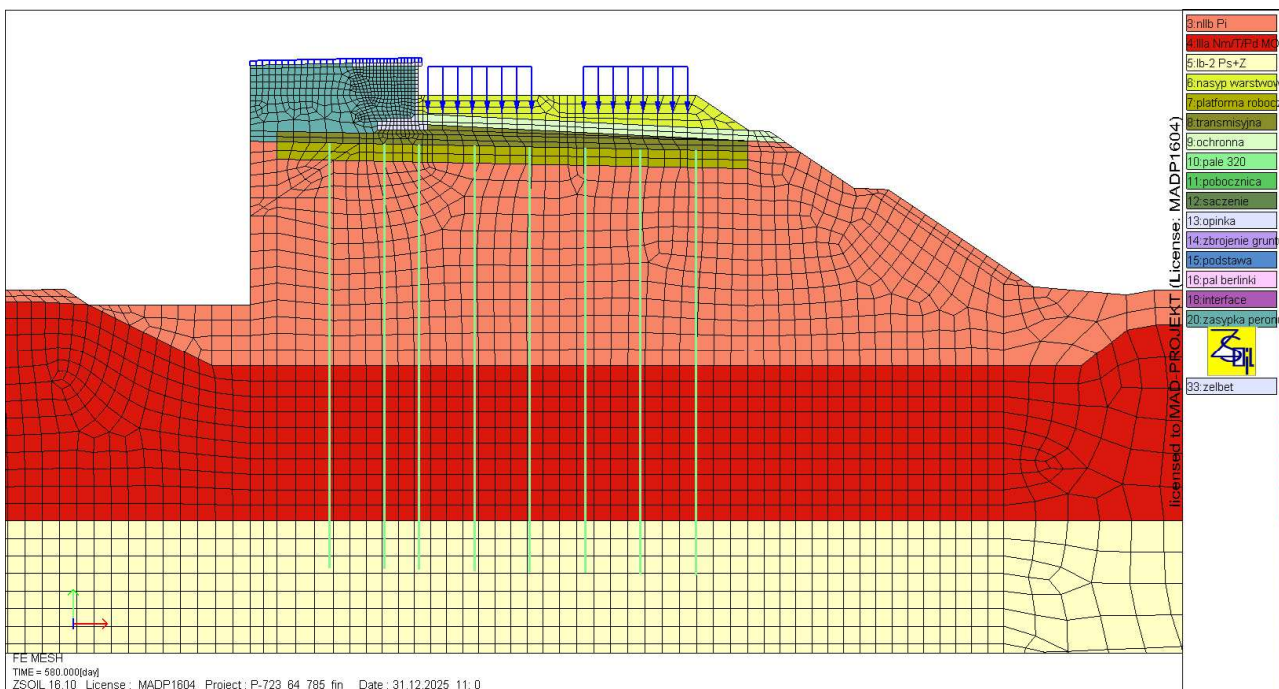 3:nIIb Pi
4:IIIa Nm/T/Pd MO
5:Ib-2 Ps+Z
6:nasyp warstwow
7:platforma robocz
8:transmisyjna
9:ochronna
10:pale 320
11:pobocznica
12:saczenie
13:opinka
14:zbrojenie grunt
15:podstawa
16:pal berlinki
18:interface
20:zasypka peronu
ZSoil
33:zelbet
licensed to MAD-PROJEKT (License: MADP1604)
FE MESH
TIME = 580.000[day]
ZSOIL 16.10 License : MADP1604 Project : P-723_64_785_fin Date : 31.12.2025 11: 0